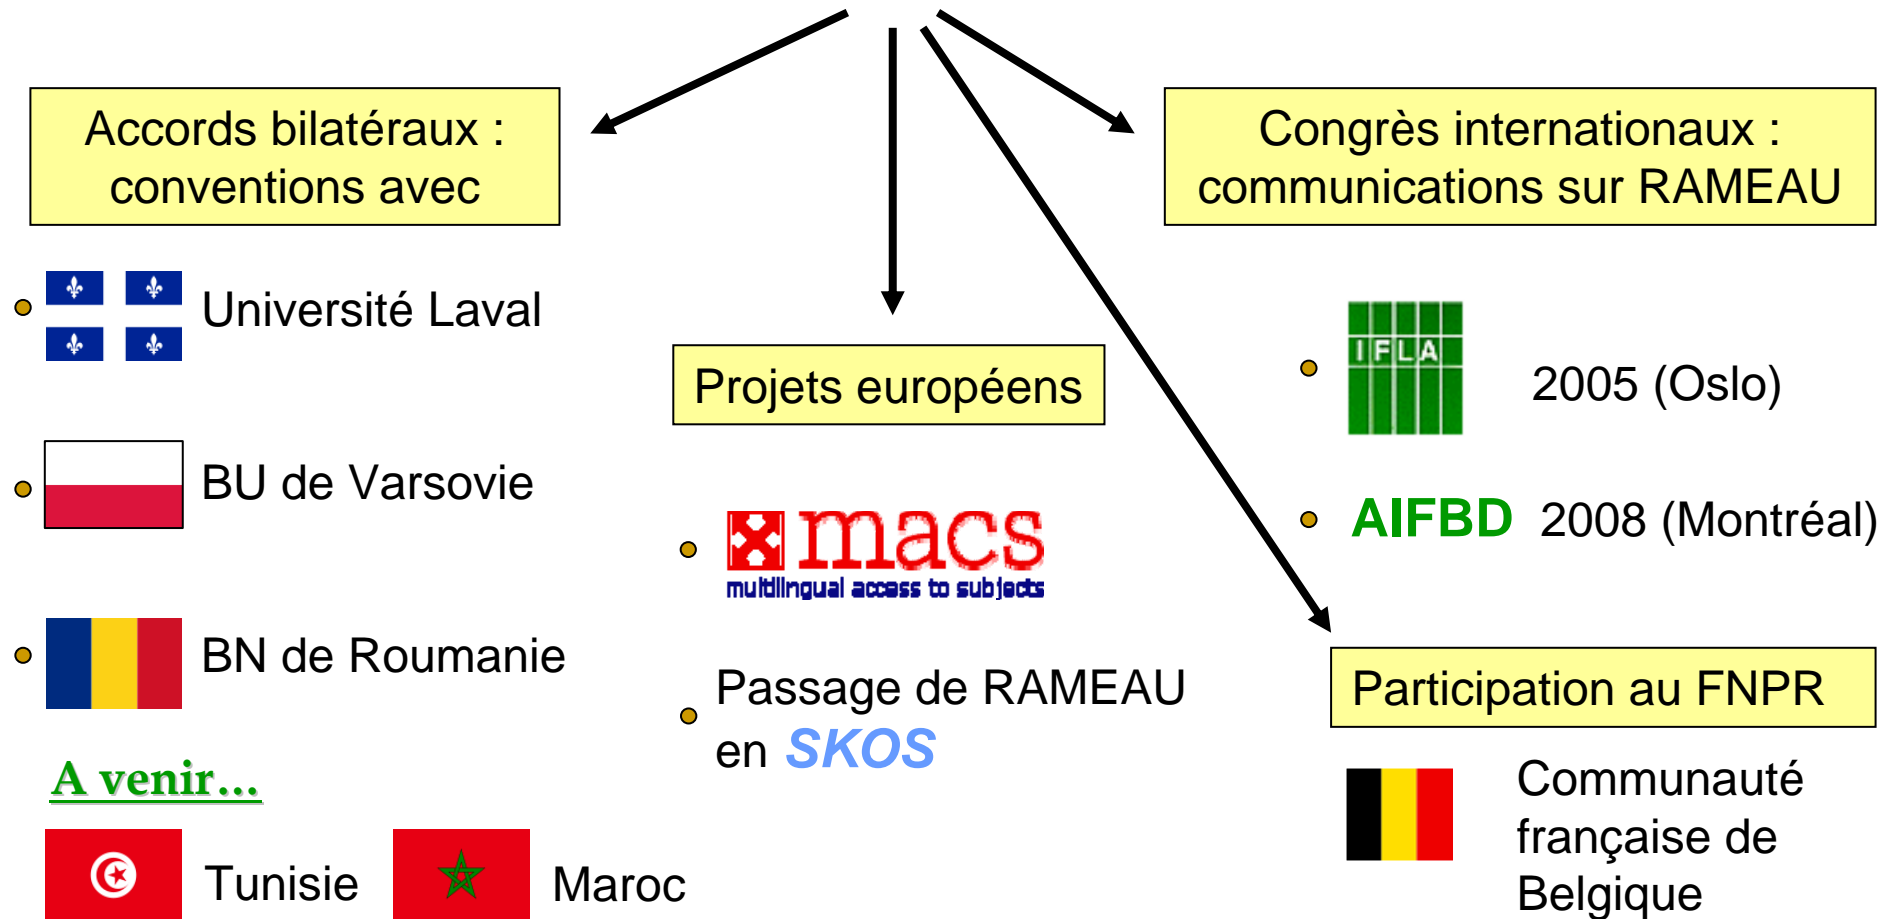 Accords bilatéraux :
conventions avec
Université Laval
BU de Varsovie
BN de Roumanie
A venir...
Tunisie
Maroc
Projets européens
macs
multilingual access to subjects
Passage de RAMEAU
en SKOS
Congrès internationaux :
communications sur RAMEAU
IFLA
2005 (Oslo)
AIFBD 2008 (Montréal)
Participation au FNPR
Communauté
française de
Belgique